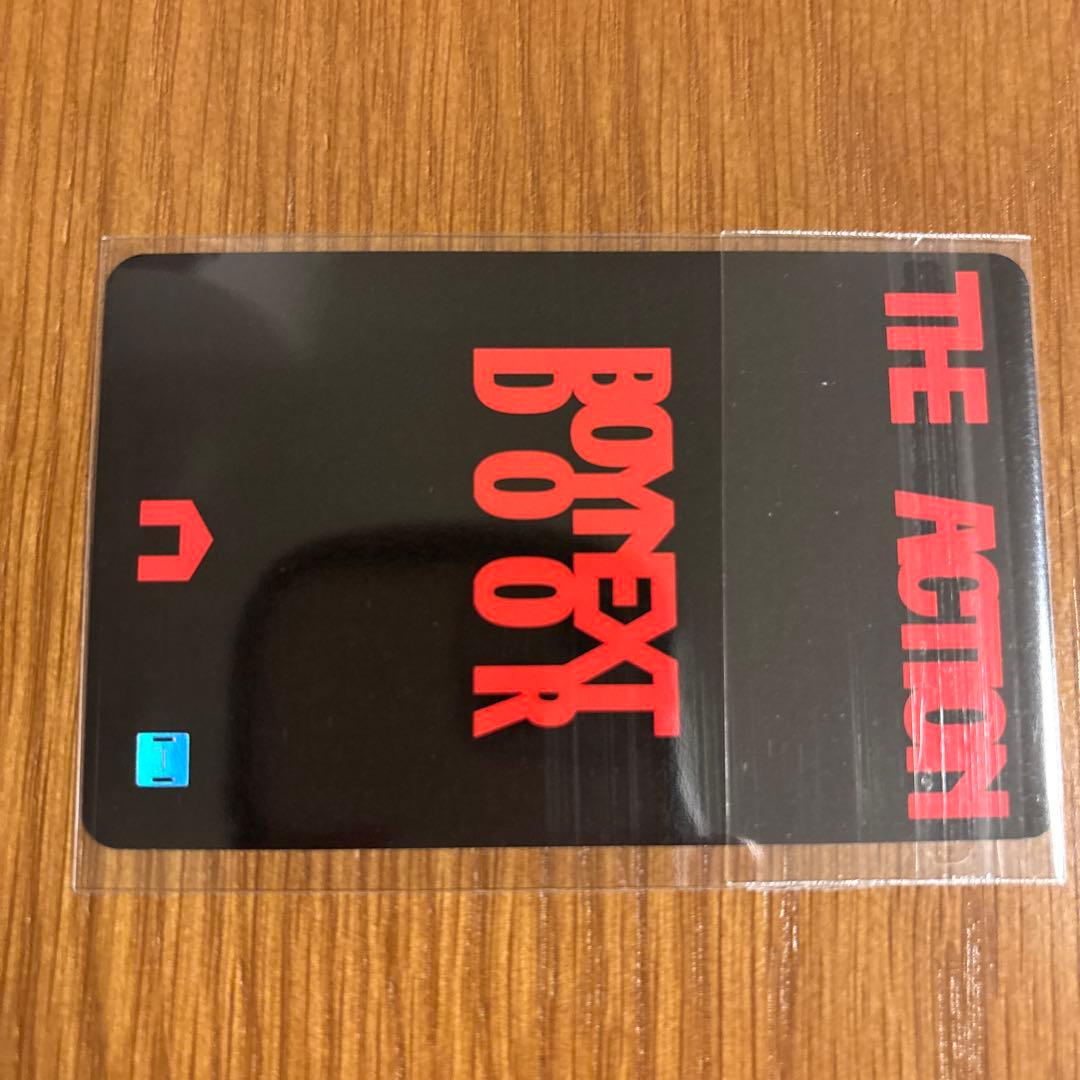 THE ACTION
BOYNEXT
DOOR